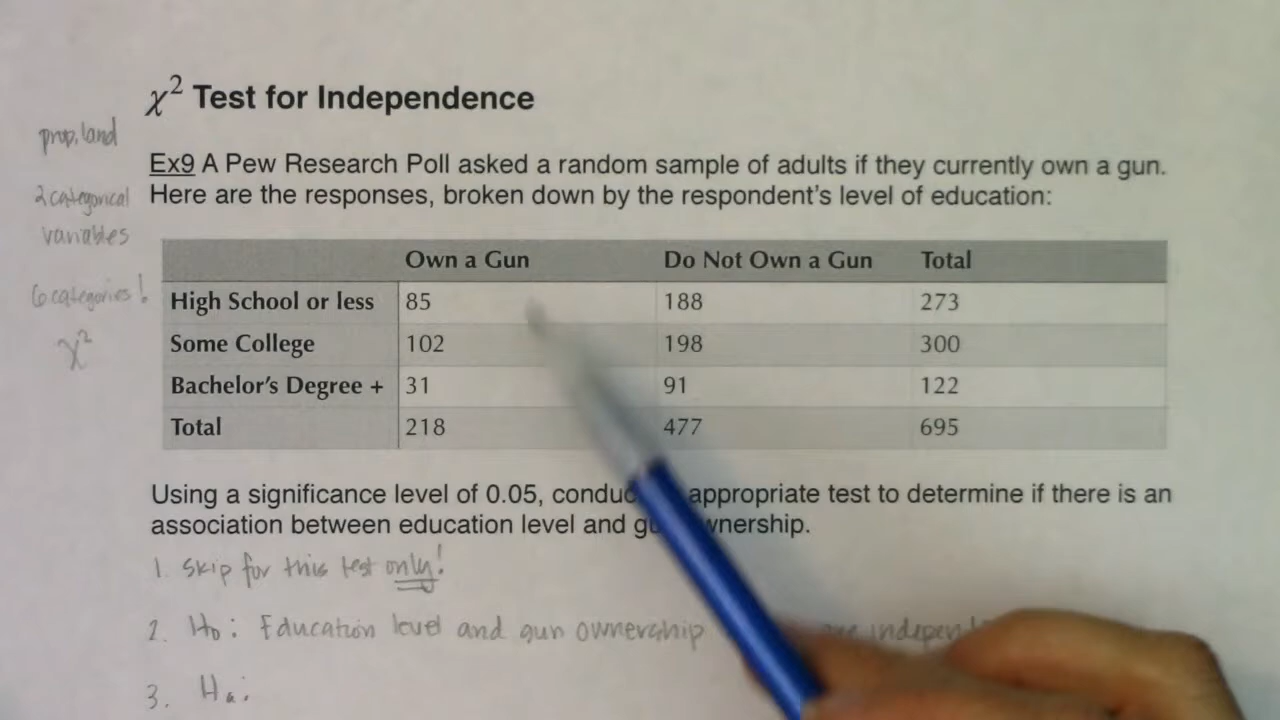 χ² Test for Independence
prop. land
Ex9 A Pew Research Poll asked a random sample of adults if they currently own a gun.
2 categorical
Here are the responses, broken down by the respondent's level of education:
variables
Own a Gun Do Not Own a Gun Total
6 categories!
High School or less 85 188 273
χ²
Some College 102 198 300
Bachelor's Degree + 31 91 122
Total 218 477 695
Using a significance level of 0.05, appropriate test to determine if there is an
association between education level and
1. Skip for this test only!
2. H₀: Education level and gun ownership
3. Hₐ: